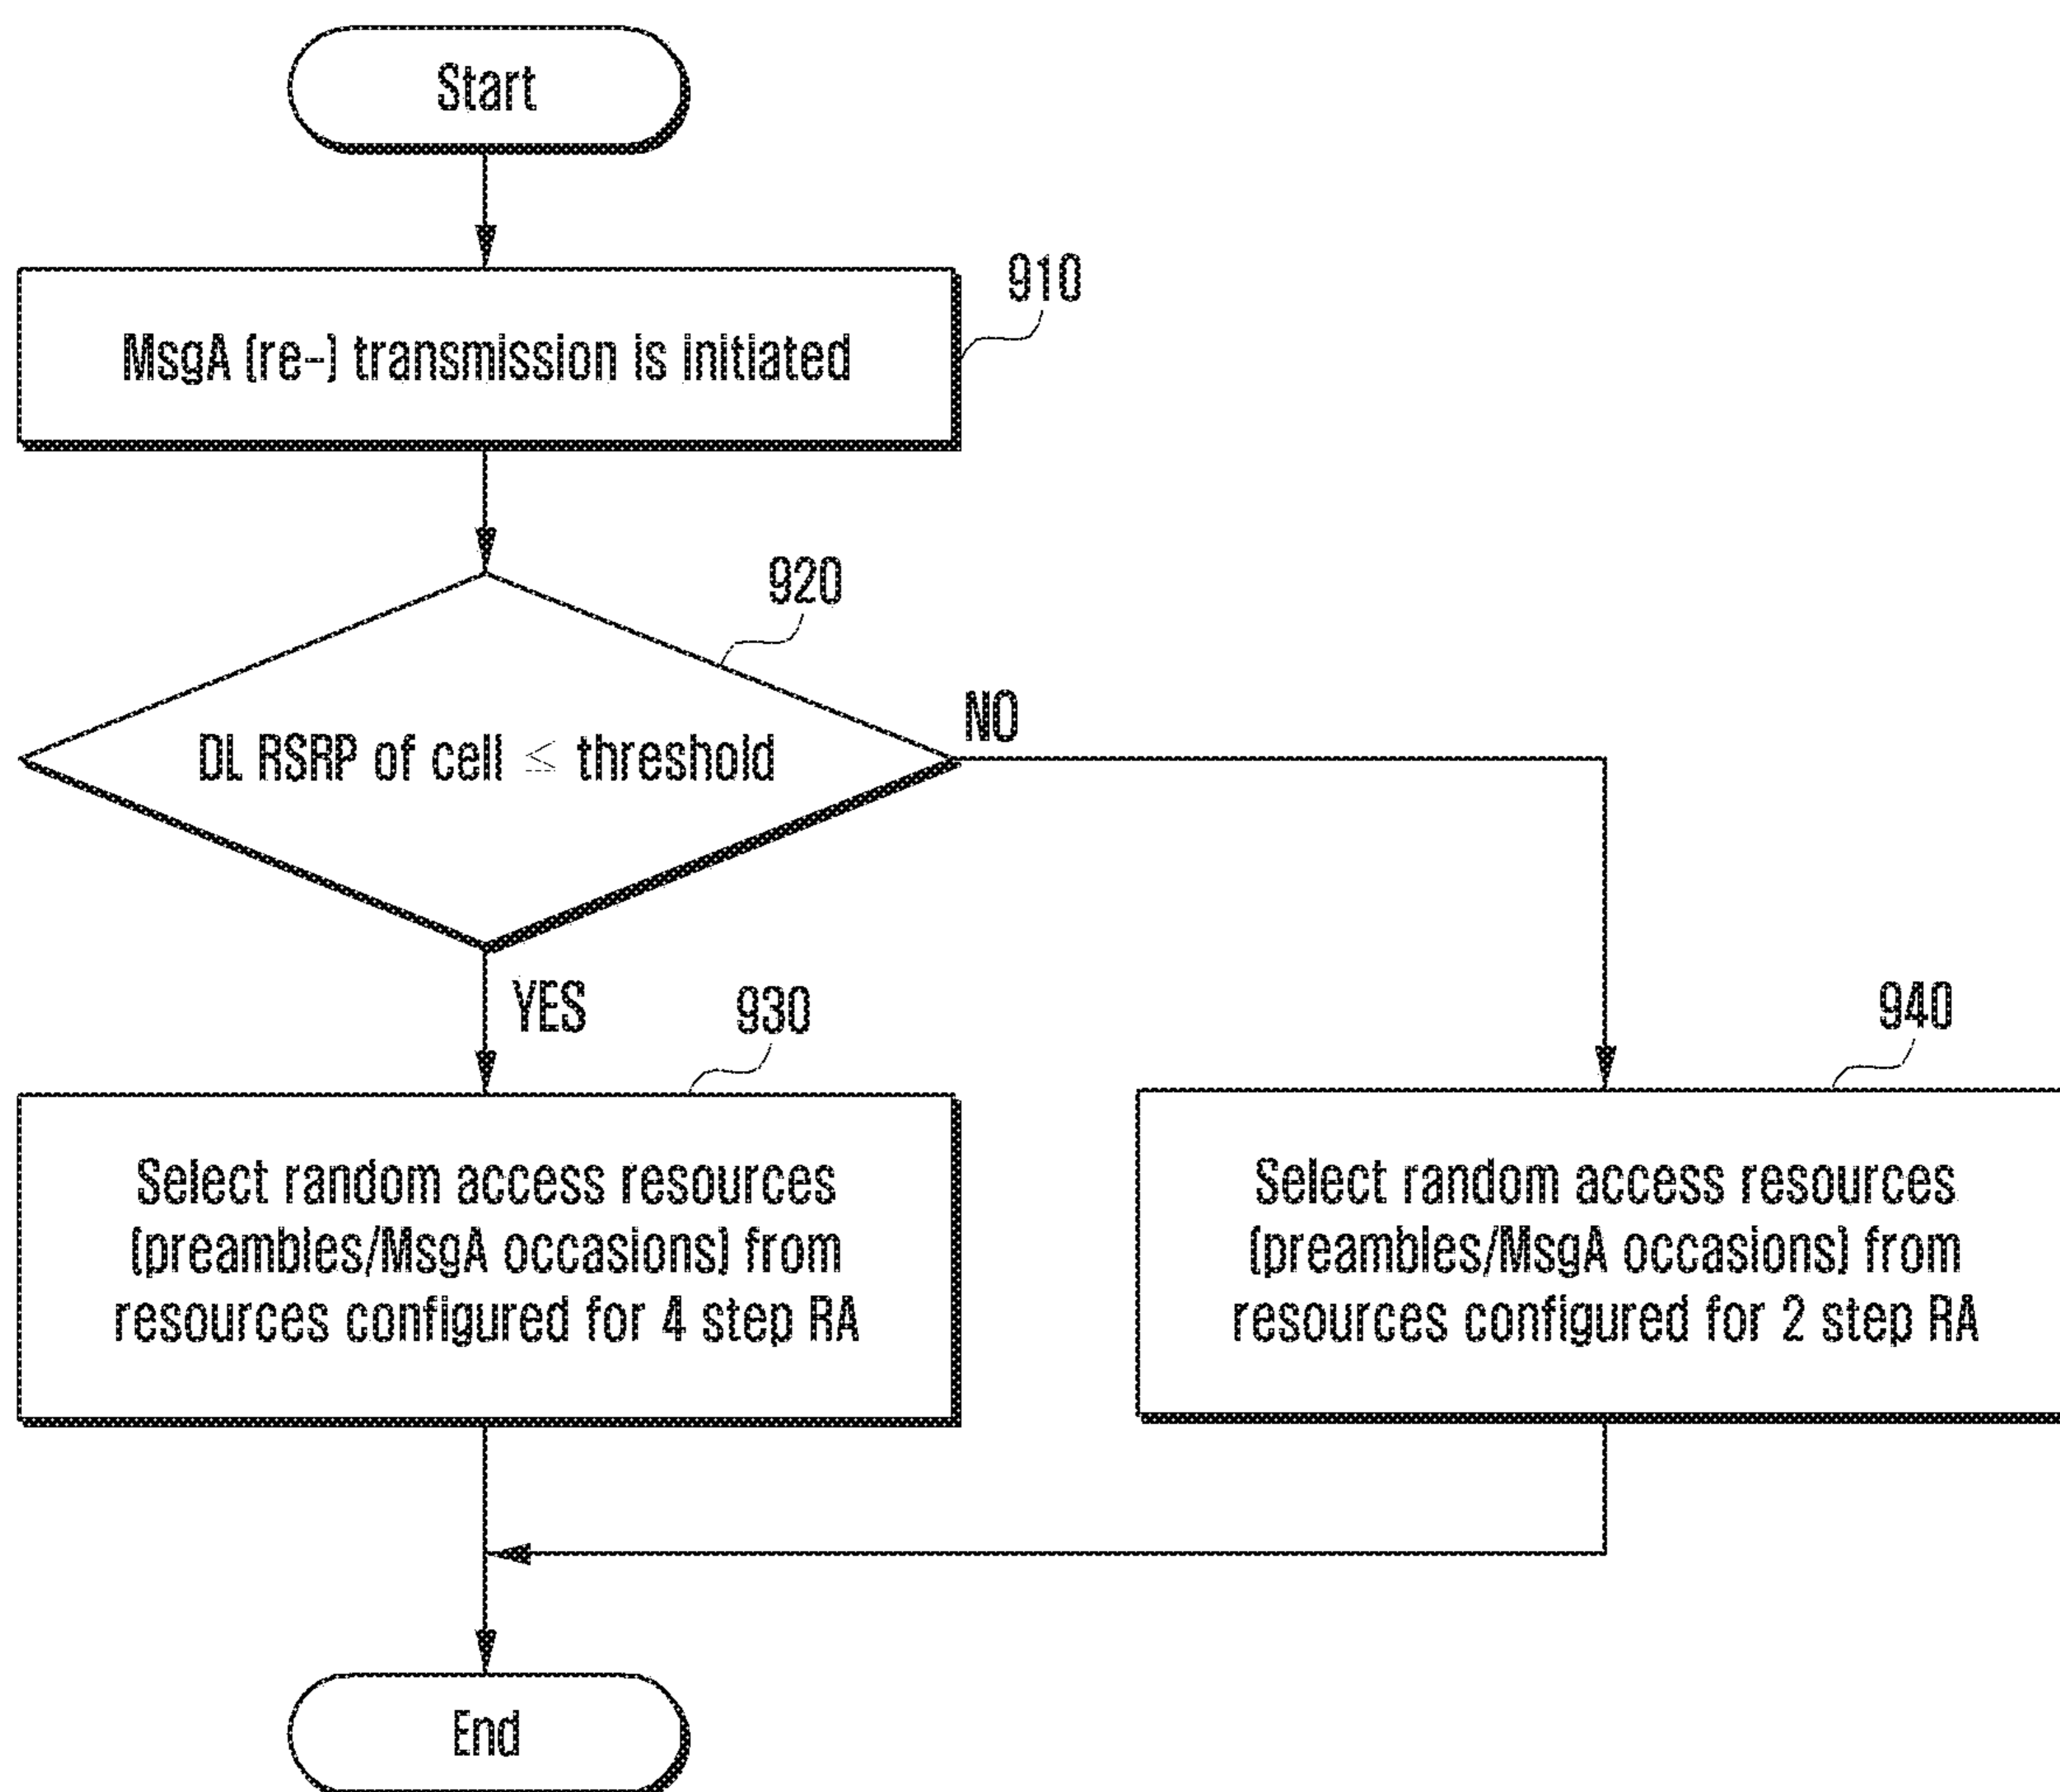 Start
910
MsgA (re-) transmission is initiated
920
DL RSRP of cell ≤ threshold
NO
YES
930
940
Select random access resources
(preambles/MsgA occasions) from
resources configured for 4 step RA
Select random access resources
(preambles/MsgA occasions) from
resources configured for 2 step RA
End